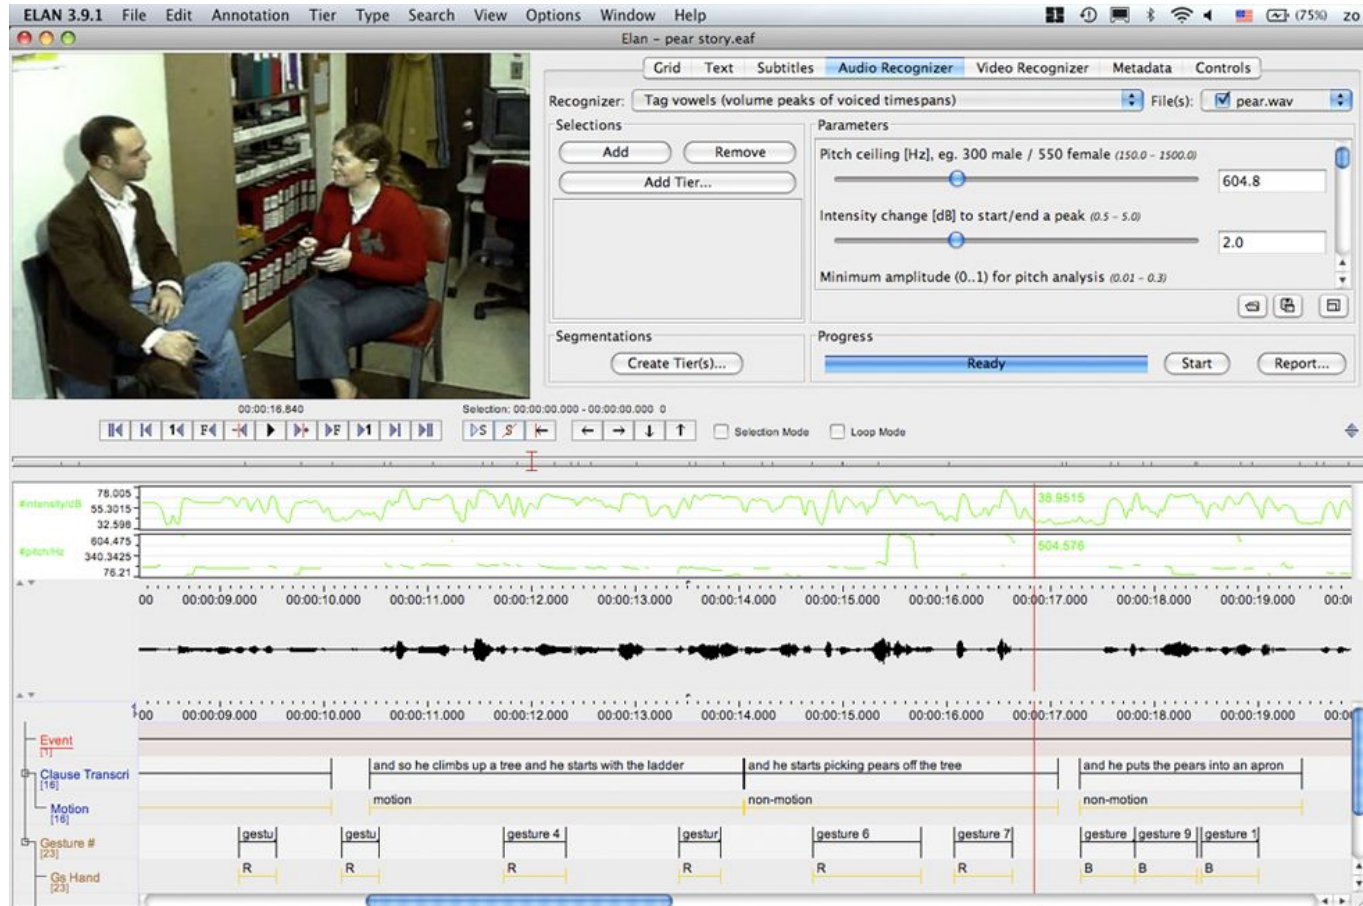 ELAN 3.9.1 File Edit Annotation Tier Type Search View Options Window Help (75%) zo
Elan - pear story.eaf
Grid Text Subtitles Audio Recognizer Video Recognizer Metadata Controls
Recognizer: Tag vowels (volume peaks of voiced timespans) File(s): pear.wav
Selections Parameters
Add Remove Pitch ceiling [Hz], eg. 300 male / 550 female (150.0 - 1500.0)
Add Tier... 604.8
Intensity change [dB] to start/end a peak (0.5 - 5.0)
2.0
Minimum amplitude (0..1) for pitch analysis (0.01 - 0.3)
Segmentations Progress
Create Tier(s)... Ready Start Report...
00:00:16.840 Selection: 00:00:00.000 - 00:00:00.000 0
1 F F 1 S S Selection Mode Loop Mode
78.005
#intensity/dB 55.3015 38.9515
32.598
604.475
#pitch/Hz 340.3425 504.576
76.21
00 00:00:09.000 00:00:10.000 00:00:11.000 00:00:12.000 00:00:13.000 00:00:14.000 00:00:15.000 00:00:16.000 00:00:17.000 00:00:18.000 00:00:19.000 00:00
00 00:00:09.000 00:00:10.000 00:00:11.000 00:00:12.000 00:00:13.000 00:00:14.000 00:00:15.000 00:00:16.000 00:00:17.000 00:00:18.000 00:00:19.000 00:00
Event
[1]
Clause Transcri and so he climbs up a tree and he starts with the ladder and he starts picking pears off the tree and he puts the pears into an apron
[16]
Motion motion non-motion non-motion
[16]
Gesture # gestu gestu gesture 4 gestur gesture 6 gesture 7 gesture gesture 9 gesture 1
[23]
Gs Hand R R R R R R B B B
[23]